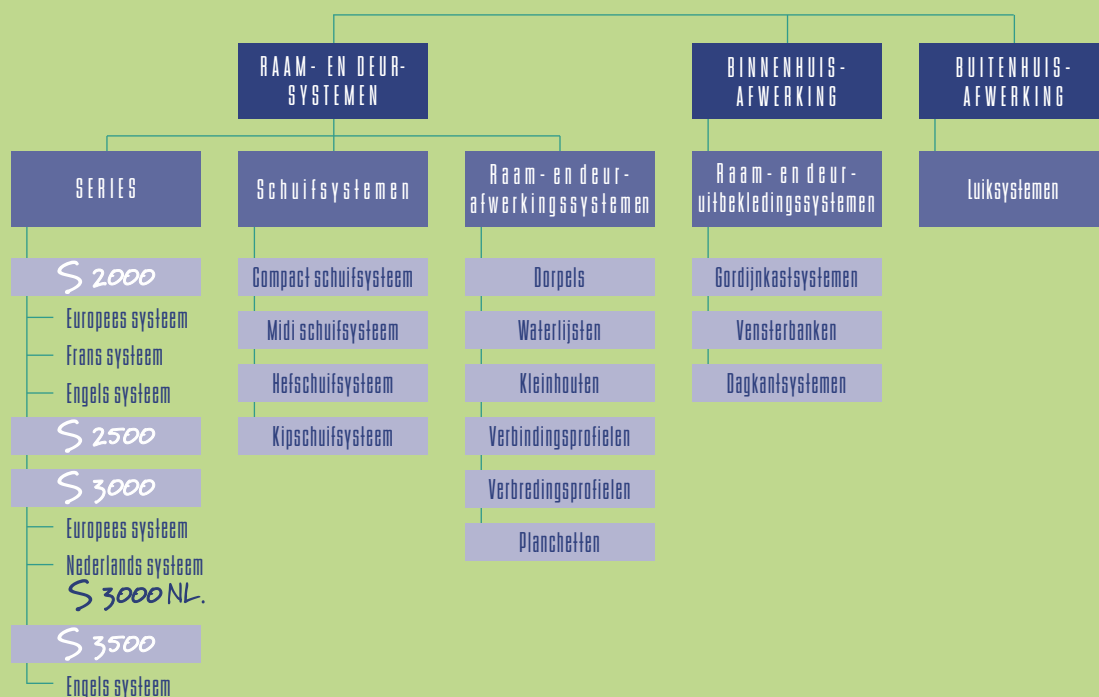 RAAM- EN DEUR-
SYSTEMEN
BINNENHUIS-
AFWERKING
BUITENHUIS-
AFWERKING
SERIES
Schuifsystemen
Raam- en deur-
afwerkingssystemen
Raam- en deur-
uitbekledingssystemen
Luiksystemen
S 2000
Europees systeem
Frans systeem
Engels systeem
S 2500
S 3000
Europees systeem
Nederlands systeem
S 3000 NL.
S 3500
Engels systeem
Compact schuifsysteem
Midi schuifsysteem
Hefschuifsysteem
Kipschuifsysteem
Dorpels
Waterlijsten
Kleinhouten
Verbindingsprofielen
Verbredingsprofielen
Planchetten
Gordijnkastsystemen
Vensterbanken
Dagkantsystemen